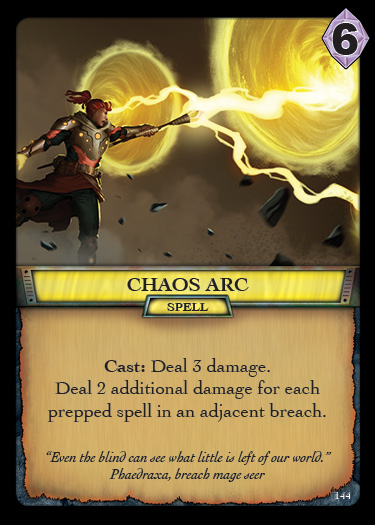 6
CHAOS ARC
SPELL
Cast: Deal 3 damage.
Deal 2 additional damage for each
prepped spell in an adjacent breach.
“Even the blind can see what little is left of our world.”
Phaedraxa, breach mage seer
144